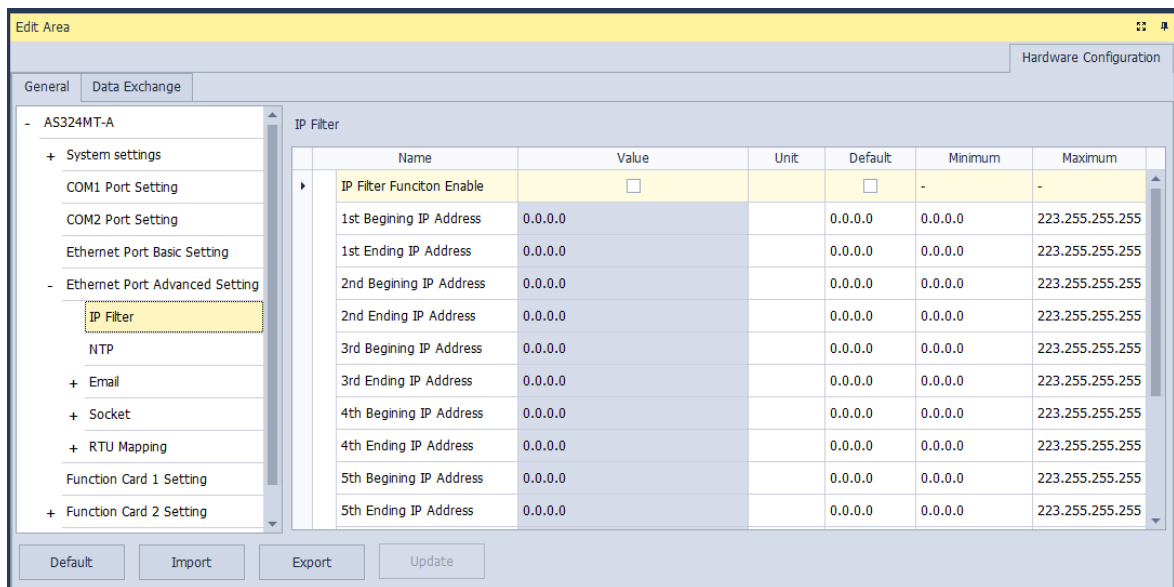 Edit Area
Hardware Configuration
General Data Exchange
- AS324MT-A
+ System settings
COM1 Port Setting
COM2 Port Setting
Ethernet Port Basic Setting
- Ethernet Port Advanced Setting
IP Filter
NTP
+ Email
+ Socket
+ RTU Mapping
Function Card 1 Setting
+ Function Card 2 Setting
IP Filter
Name Value Unit Default Minimum Maximum
IP Filter Funciton Enable - -
1st Begining IP Address 0.0.0.0 0.0.0.0 0.0.0.0 223.255.255.255
1st Ending IP Address 0.0.0.0 0.0.0.0 0.0.0.0 223.255.255.255
2nd Begining IP Address 0.0.0.0 0.0.0.0 0.0.0.0 223.255.255.255
2nd Ending IP Address 0.0.0.0 0.0.0.0 0.0.0.0 223.255.255.255
3rd Begining IP Address 0.0.0.0 0.0.0.0 0.0.0.0 223.255.255.255
3rd Ending IP Address 0.0.0.0 0.0.0.0 0.0.0.0 223.255.255.255
4th Begining IP Address 0.0.0.0 0.0.0.0 0.0.0.0 223.255.255.255
4th Ending IP Address 0.0.0.0 0.0.0.0 0.0.0.0 223.255.255.255
5th Begining IP Address 0.0.0.0 0.0.0.0 0.0.0.0 223.255.255.255
5th Ending IP Address 0.0.0.0 0.0.0.0 0.0.0.0 223.255.255.255
Default Import Export Update